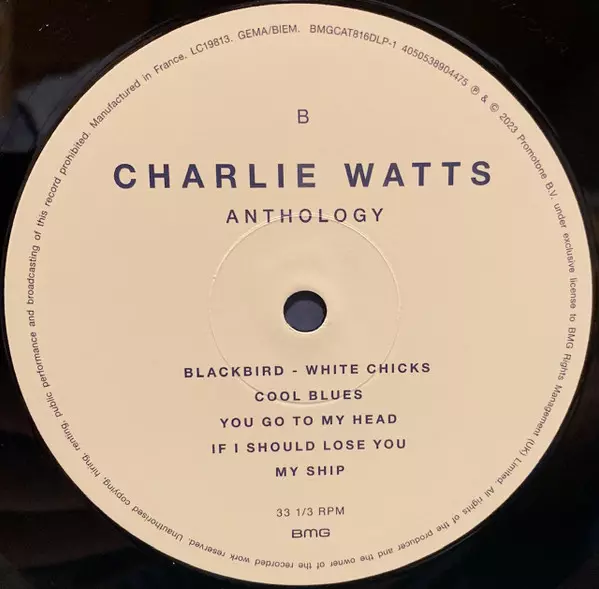 B
CHARLIE WATTS
ANTHOLOGY
BLACKBIRD - WHITE CHICKS
COOL BLUES
YOU GO TO MY HEAD
IF I SHOULD LOSE YOU
MY SHIP
33 1/3 RPM
BMG
LC19813. GEMA/BIEM. BMGCAT816DLP-1 4050538904475 ℗ & © 2023 Promotone B.V. under exclusive license to BMG Rights Management (UK) Limited. All rights of the producer and the owner of the recorded work reserved. Unauthorised copying, hiring, renting, public performance and broadcasting of this record prohibited. Manufactured in France.